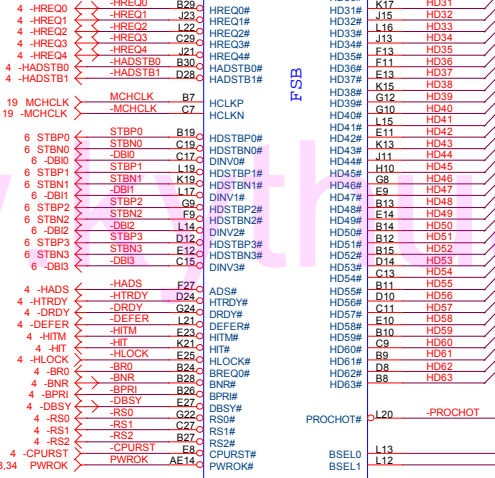 -HREQ0 B29 HREQ0# HD31# K17 HD31
4 -HREQ0
4 -HREQ1 -HREQ1 J23 HREQ1# HD32# J15 HD32
4 -HREQ2 -HREQ2 L22 HREQ2# HD33# L16 HD33
4 -HREQ3 -HREQ3 C29 HREQ3# HD34# J13 HD34
4 -HREQ4 -HREQ4 J21 HREQ4# HD35# F13 HD35
4 -HADSTB0 -HADSTB0 B30 HADSTB0# HD36# F11 HD36
4 -HADSTB1 -HADSTB1 D28 HADSTB1# HD37# E13 HD37
HD38# K15 HD38
19 MCHCLK MCHCLK B7 HCLKP HD39# G12 HD39
19 -MCHCLK -MCHCLK C7 HCLKN HD40# G10 HD40
FSB
HD41# L15 HD41
6 STBP0 STBP0 B19 HDSTBP0# HD42# E11 HD42
6 STBN0 STBN0 C19 HDSTBN0# HD43# K13 HD43
6 -DBI0 -DBI0 C17 DINV0# HD44# J11 HD44
6 STBP1 STBP1 L19 HDSTBP1# HD45# H10 HD45
6 STBN1 STBN1 K19 HDSTBN1# HD46# G8 HD46
6 -DBI1 -DBI1 L17 DINV1# HD47# E9 HD47
6 STBP2 STBP2 G9 HDSTBP2# HD48# B13 HD48
6 STBN2 STBN2 F9 HDSTBN2# HD49# E14 HD49
6 -DBI2 -DBI2 L14 DINV2# HD50# B14 HD50
6 STBP3 STBP3 D12 HDSTBP3# HD51# B12 HD51
6 STBN3 STBN3 E12 HDSTBN3# HD52# B15 HD52
6 -DBI3 -DBI3 C15 DINV3# HD53# D14 HD53
HD54# C13 HD54
4 -HADS -HADS F27 ADS# HD55# B11 HD55
4 -HTRDY -HTRDY D24 HTRDY# HD56# D10 HD56
4 -DRDY -DRDY G24 DRDY# HD57# C11 HD57
4 -DEFER -DEFER L21 DEFER# HD58# E10 HD58
4 -HITM -HITM E23 HITM# HD59# B10 HD59
4 -HIT -HIT K21 HIT# HD60# C9 HD60
4 -HLOCK -HLOCK E25 HLOCK# HD61# B9 HD61
4 -BR0 -BR0 B24 BREQ0# HD62# D8 HD62
4 -BNR -BNR B28 BNR# HD63# B8 HD63
4 -BPRI -BPRI B26 BPRI#
4 -DBSY -DBSY E27 DBSY#
4 -RS0 -RS0 G22 RS0# PROCHOT# L20 -PROCHOT
4 -RS1 -RS1 C27 RS1#
4 -RS2 -RS2 B27 RS2#
4 -CPURST -CPURST E8 CPURST# BSEL0 L13
3,34 PWROK PWROK AE14 PWROK# BSEL1 L12